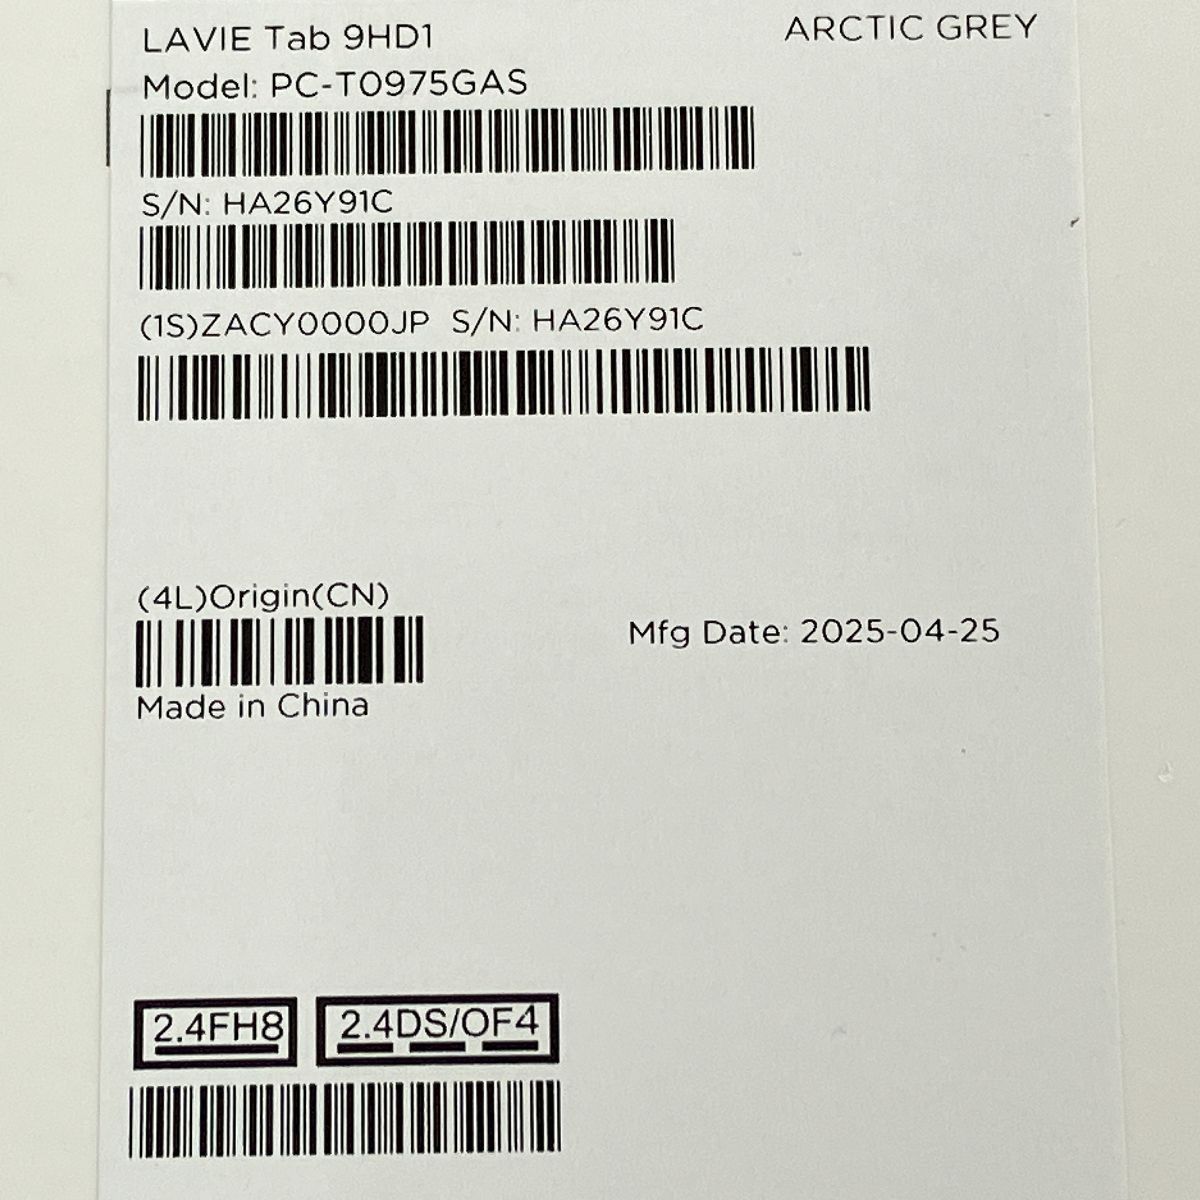 LAVIE Tab 9HD1
ARCTIC GREY
Model: PC-T0975GAS
S/N: HA26Y91C
(1S)ZACY0000JP S/N: HA26Y91C
(4L)Origin(CN)
Mfg Date: 2025-04-25
Made in China
2.4FH8
2.4DS/OF4